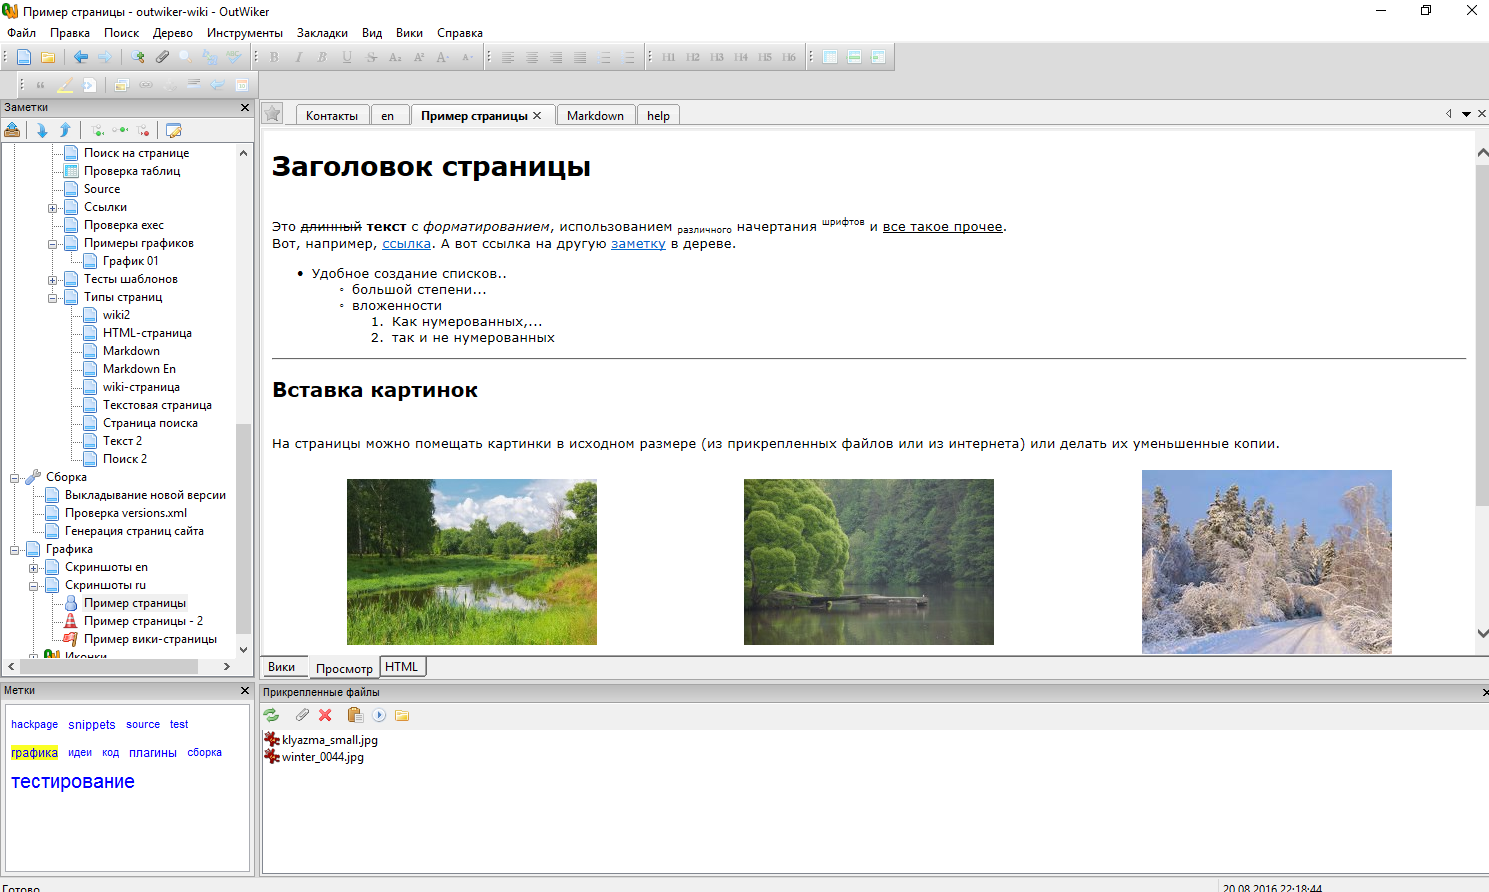 Пример страницы - outwiker-wiki - OutWiker
Файл Правка Поиск Дерево Инструменты Закладки Вид Вики Справка
B I U S A₂ A² A A H1 H2 H3 H4 H5 H6
Заметки
Поиск на странице
Проверка таблиц
Source
Ссылки
Проверка exec
Примеры графиков
График 01
Тесты шаблонов
Типы страниц
wiki2
HTML-страница
Markdown
Markdown En
wiki-страница
Текстовая страница
Страница поиска
Текст 2
Поиск 2
Сборка
Выкладывание новой версии
Проверка versions.xml
Генерация страниц сайта
Графика
Скриншоты en
Скриншоты ru
Пример страницы
Пример страницы - 2
Пример вики-страницы
Иконки
Метки
hackpage snippets source test
графика идеи код плагины сборка
тестирование
Контакты en Пример страницы Markdown help
Заголовок страницы
Это длинный текст с форматированием, использованием различного начертания шрифтов и все такое прочее.
Вот, например, ссылка. А вот ссылка на другую заметку в дереве.
• Удобное создание списков..
◦ большой степени...
◦ вложенности
1. Как нумерованных,...
2. так и не нумерованных
Вставка картинок
На страницы можно помещать картинки в исходном размере (из прикрепленных файлов или из интернета) или делать их уменьшенные копии.
Вики Просмотр HTML
Прикрепленные файлы
klyazma_small.jpg
winter_0044.jpg
Готово 20.08.2016 22:18:44